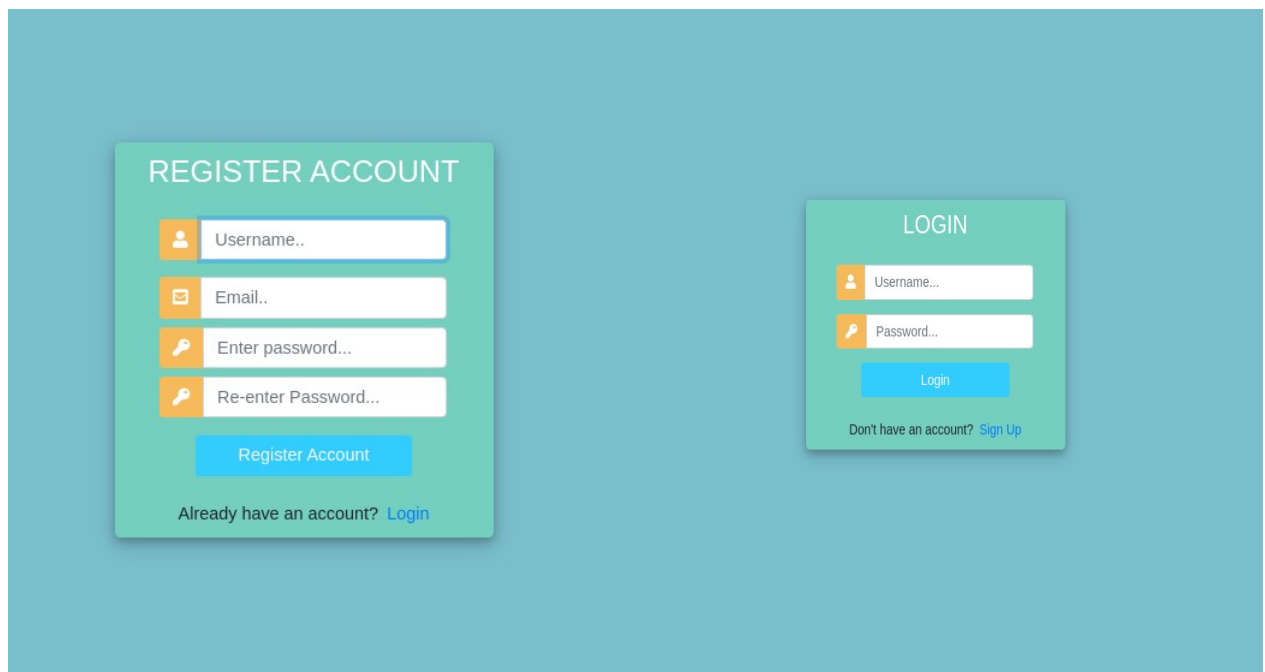 REGISTER ACCOUNT
Username..
Email..
Enter password...
Re-enter Password...
Register Account
Already have an account? Login
LOGIN
Username...
Password...
Login
Don't have an account? Sign Up